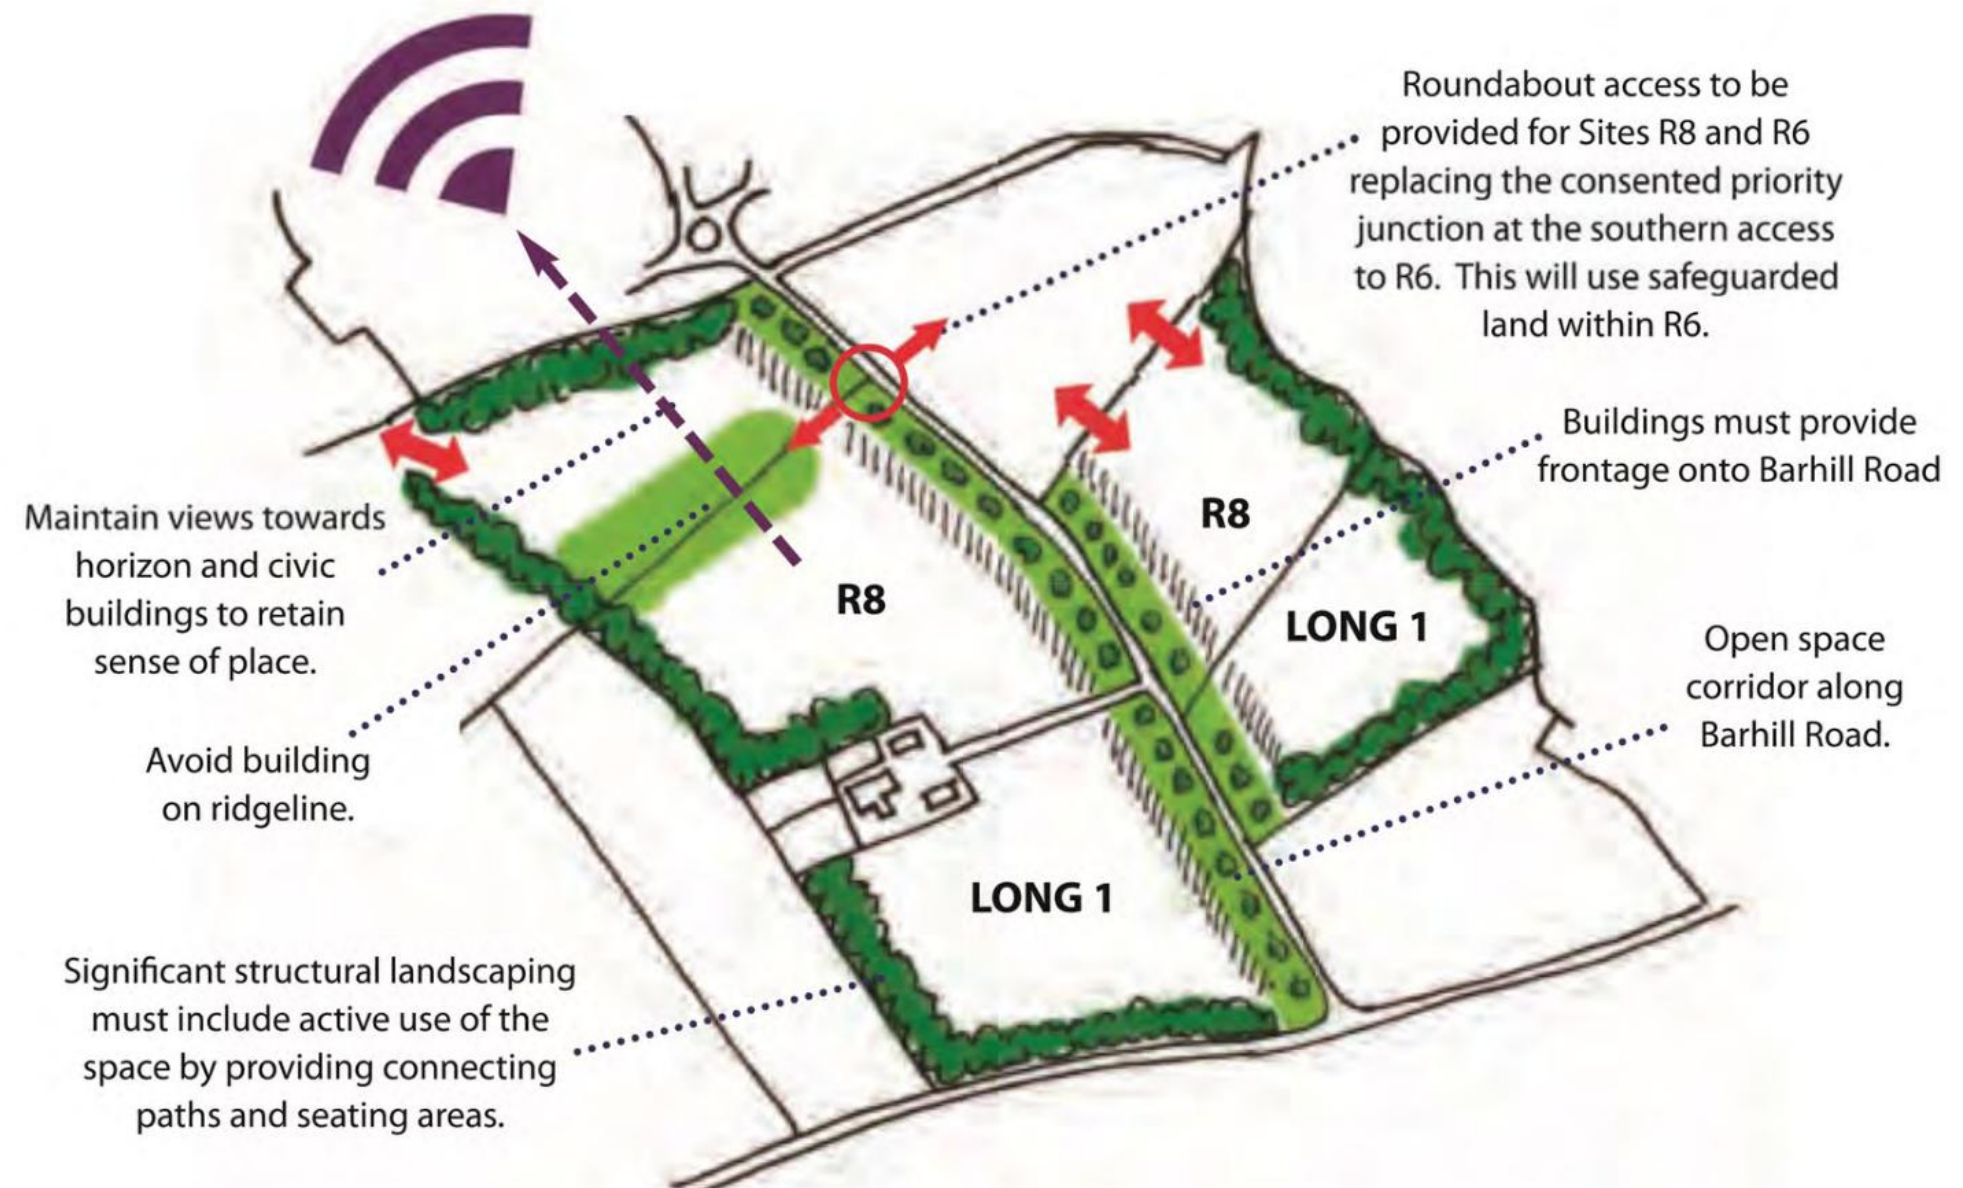 Roundabout access to be
provided for Sites R8 and R6
replacing the consented priority
junction at the southern access
to R6. This will use safeguarded
land within R6.
Buildings must provide
frontage onto Barhill Road
R8
Maintain views towards
horizon and civic
buildings to retain
sense of place.
R8
LONG 1
Open space
corridor along
Barhill Road.
Avoid building
on ridgeline.
LONG 1
Significant structural landscaping
must include active use of the
space by providing connecting
paths and seating areas.